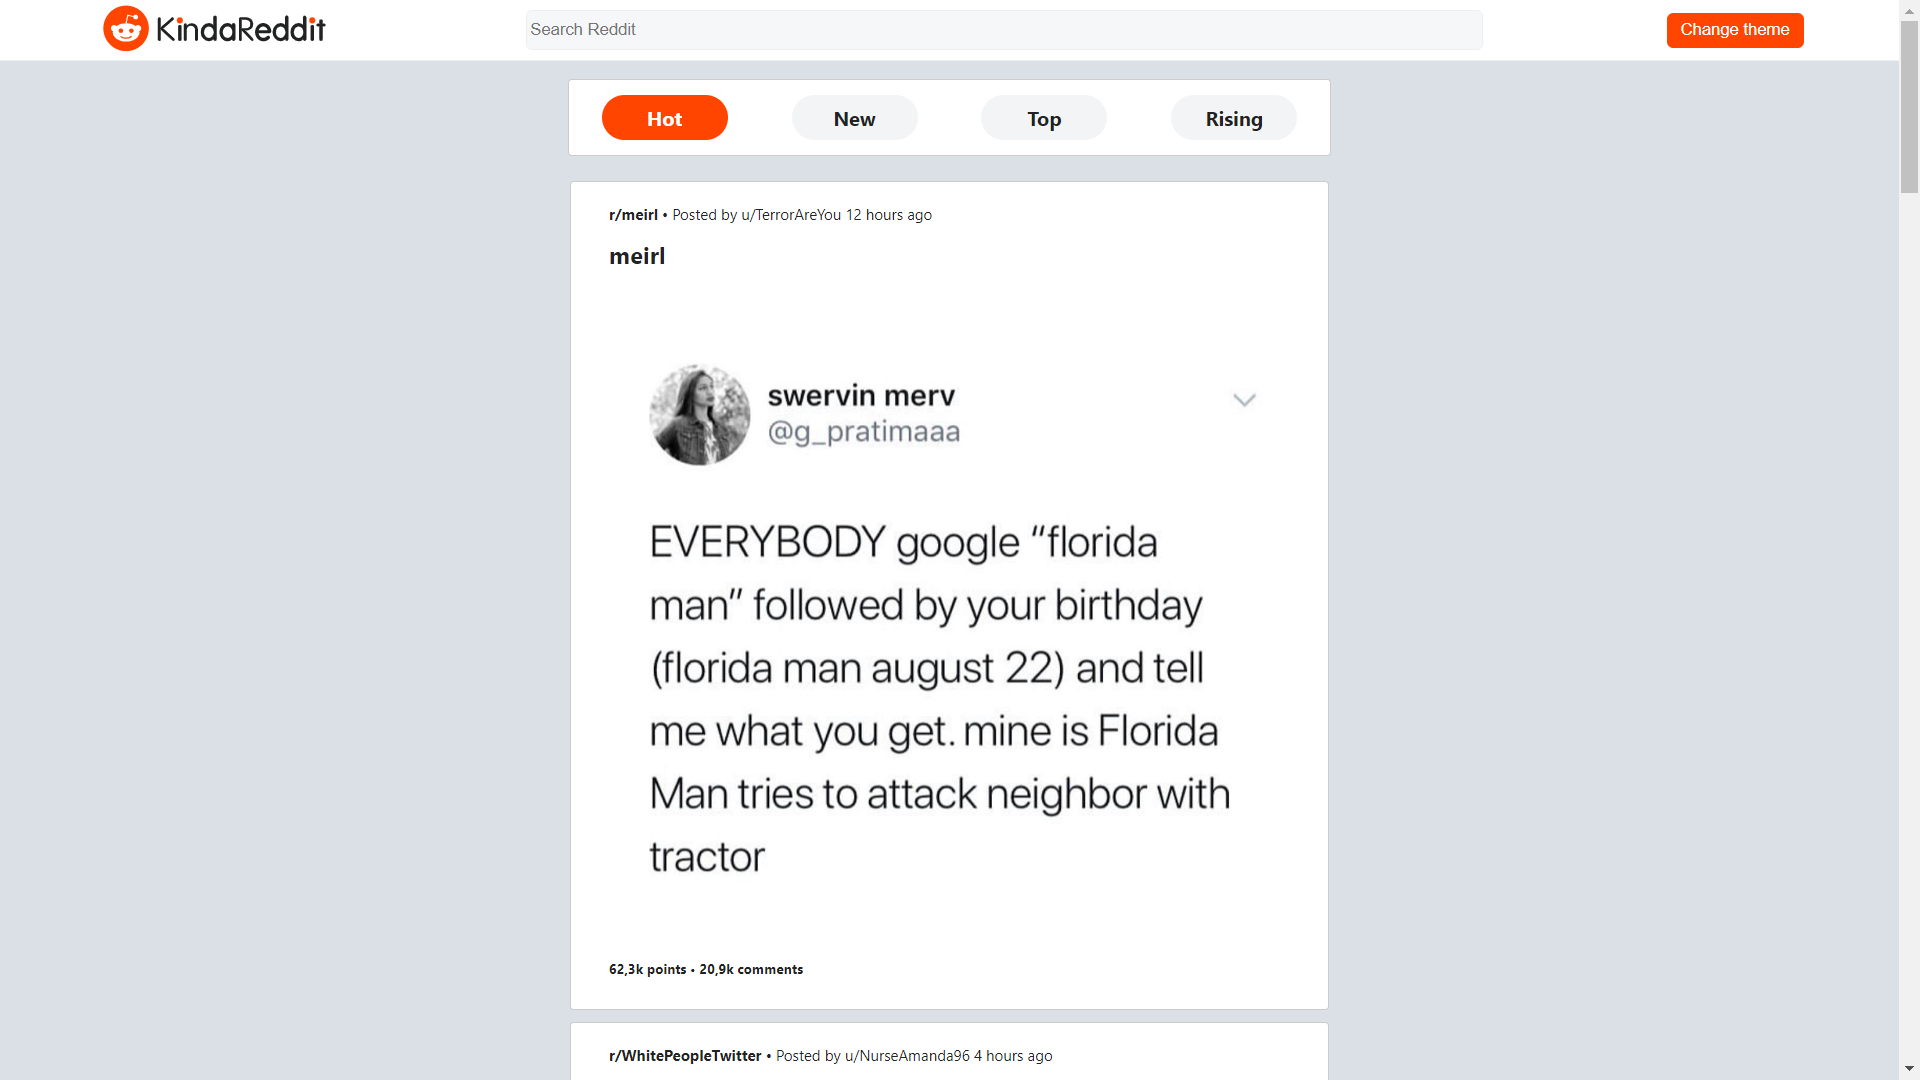 KindaReddit
Search Reddit
Change theme
Hot
New
Top
Rising
r/meirl • Posted by u/TerrorAreYou 12 hours ago
meirl
swervin merv
@g_pratimaaa
EVERYBODY google “florida
man” followed by your birthday
(florida man august 22) and tell
me what you get. mine is Florida
Man tries to attack neighbor with
tractor
62,3k points • 20,9k comments
r/WhitePeopleTwitter • Posted by u/NurseAmanda96 4 hours ago